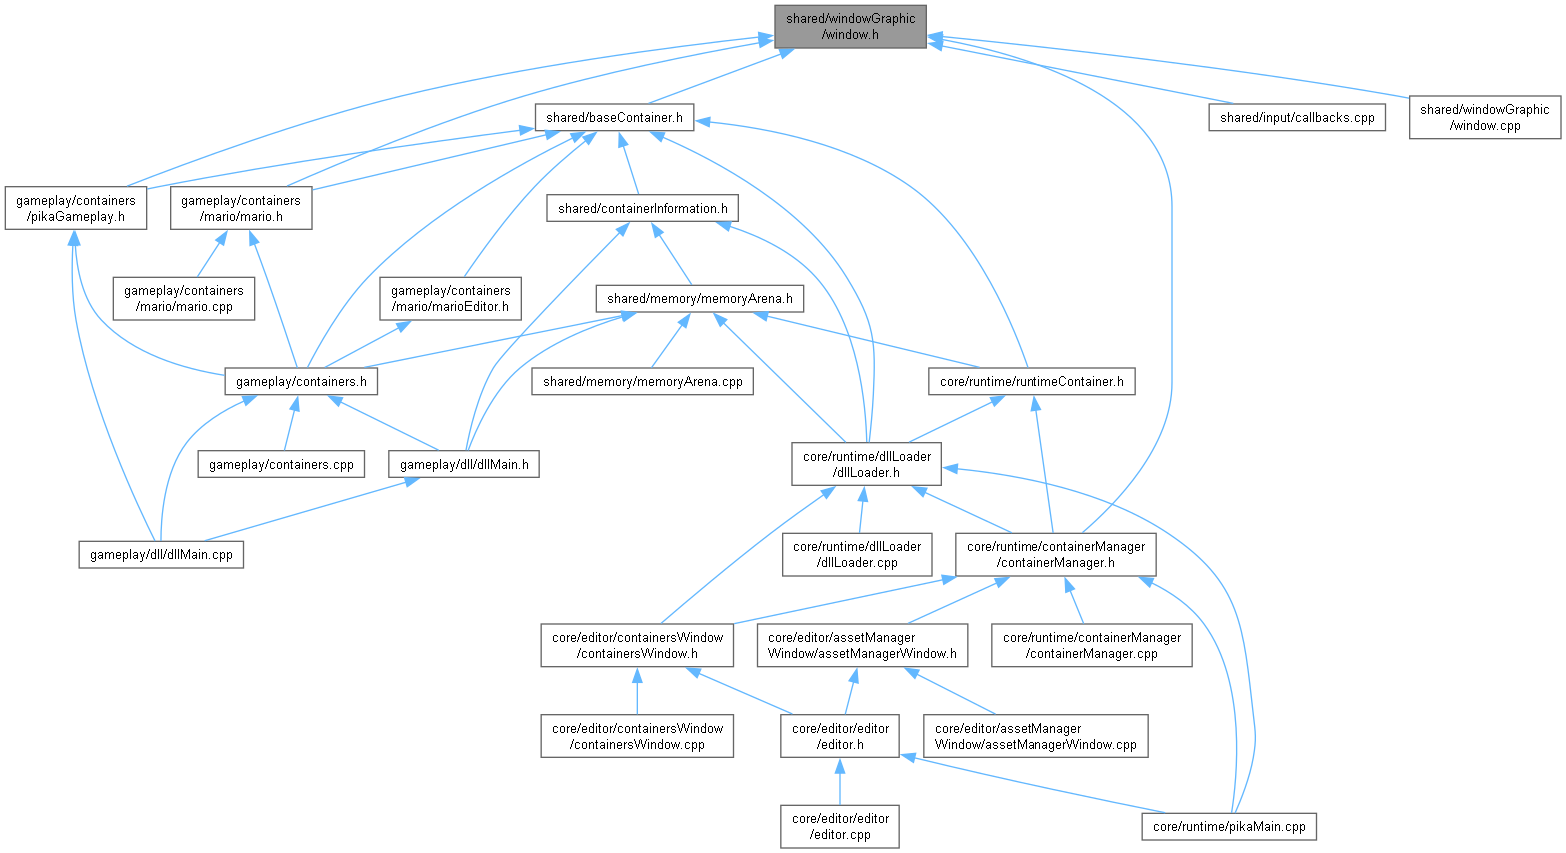 shared/windowGraphic
/window.h
shared/baseContainer.h
shared/input/callbacks.cpp
shared/windowGraphic
/window.cpp
gameplay/containers
/pikaGameplay.h
gameplay/containers
/mario/mario.h
shared/containerInformation.h
gameplay/containers
/mario/mario.cpp
gameplay/containers
/mario/marioEditor.h
shared/memory/memoryArena.h
gameplay/containers.h
shared/memory/memoryArena.cpp
core/runtime/runtimeContainer.h
gameplay/containers.cpp
gameplay/dll/dllMain.h
core/runtime/dllLoader
/dllLoader.h
gameplay/dll/dllMain.cpp
core/runtime/dllLoader
/dllLoader.cpp
core/runtime/containerManager
/containerManager.h
core/editor/containersWindow
/containersWindow.h
core/editor/assetManager
Window/assetManagerWindow.h
core/runtime/containerManager
/containerManager.cpp
core/editor/containersWindow
/containersWindow.cpp
core/editor/editor
/editor.h
core/editor/assetManager
Window/assetManagerWindow.cpp
core/editor/editor
/editor.cpp
core/runtime/pikaMain.cpp